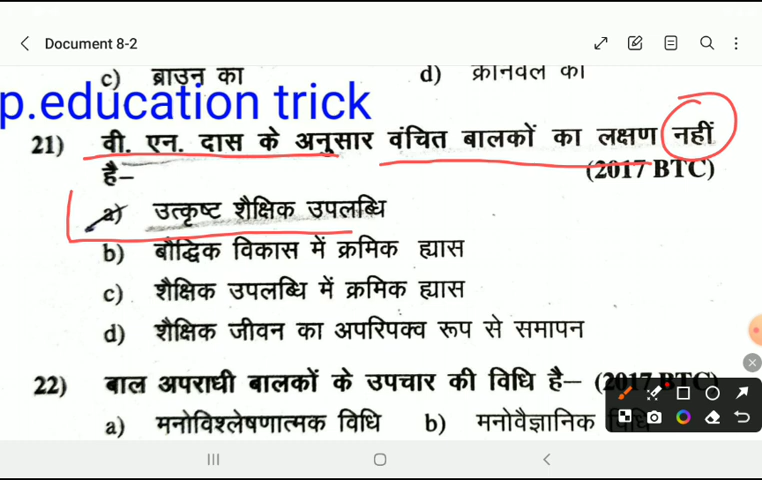 Document 8-2
c) ब्राउन का d) क्रानवेल का
p.education trick
21) वी. एन. दास के अनुसार वंचित बालकों का लक्षण नहीं
है– (2017 BTC)
a) उत्कृष्ट शैक्षिक उपलब्धि
b) बौद्धिक विकास में क्रमिक ह्यास
c) शैक्षिक उपलब्धि में क्रमिक ह्यास
d) शैक्षिक जीवन का अपरिपक्व रूप से समापन
22) बाल अपराधी बालकों के उपचार की विधि है– (2017 BTC)
a) मनोविश्लेषणात्मक विधि b) मनोवैज्ञानिक विधि